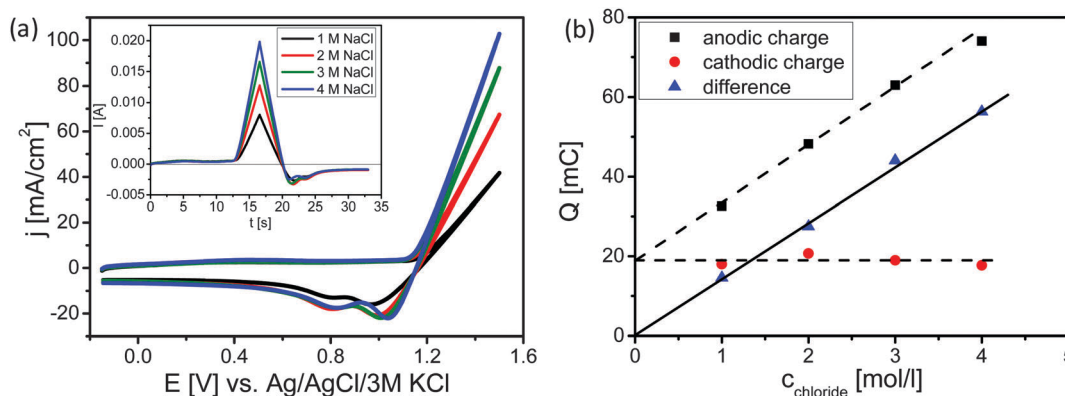 (a)
100
80
60
40
20
0
-20
j [mA/cm²]
0.0
0.4
0.8
1.2
1.6
E [V] vs. Ag/AgCl/3M KCl
0.020
0.015
0.010
0.005
0.000
-0.005
I [A]
0 5 10 15 20 25 30 35
t [s]
1 M NaCl
2 M NaCl
3 M NaCl
4 M NaCl
(b)
80
60
40
20
0
Q [mC]
anodic charge
cathodic charge
difference
0 1 2 3 4 5
c_chloride [mol/l]